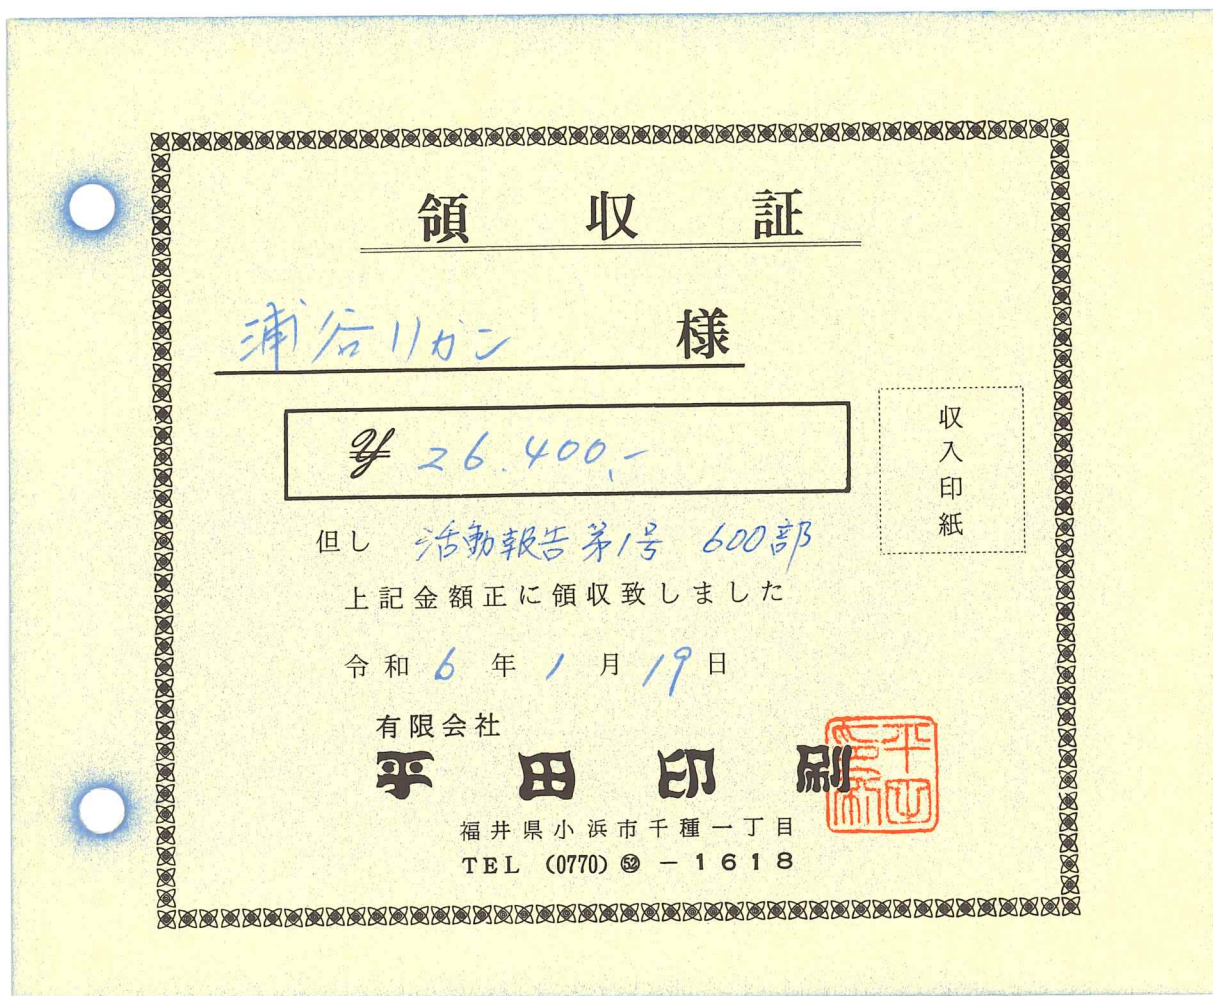 領収証
浦谷リガン 様
¥ 26.400,-
収入印紙
但し 活動報告第1号 600部
上記金額正に領収致しました
令和 6 年 1 月 19 日
有限会社
平田印刷
福井県小浜市千種一丁目
TEL (0770) 52 - 1618